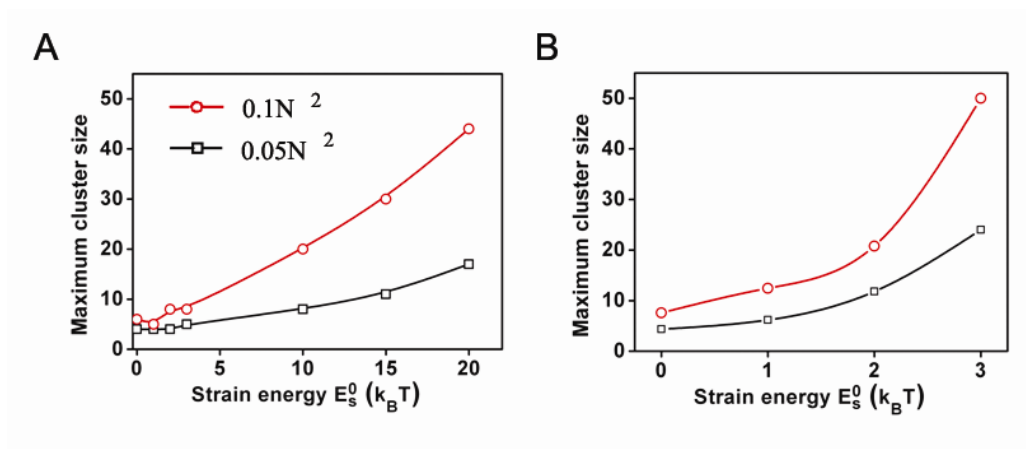 A
B
Maximum cluster size
50
40
30
20
10
0
0.1N ²
0.05N ²
0 5 10 15 20
Strain energy E⁰ₛ (k_BT)
Maximum cluster size
50
40
30
20
10
0
0 1 2 3
Strain energy E⁰ₛ (k_BT)